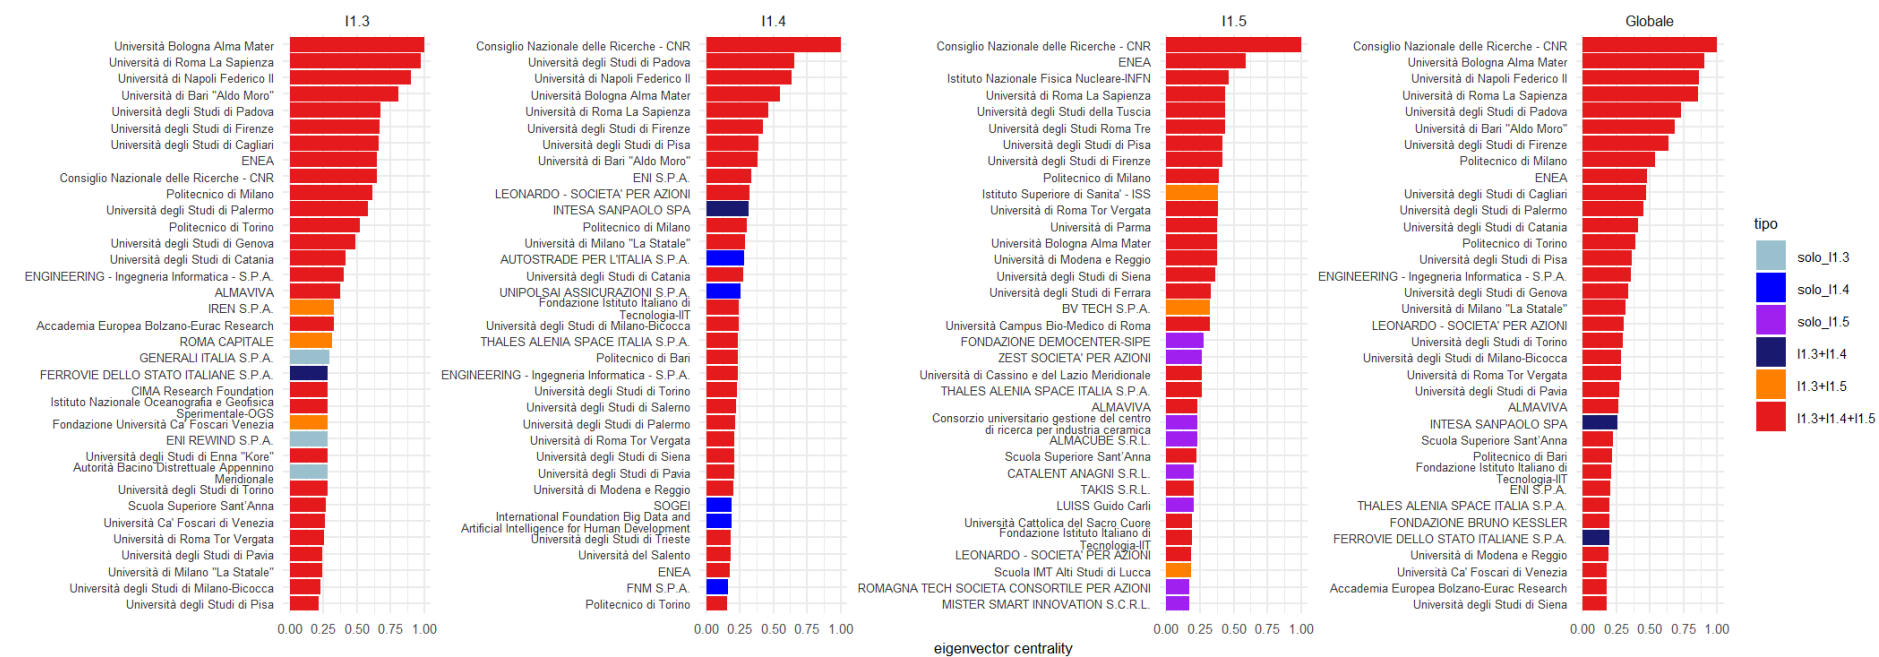 I1.3
Università Bologna Alma Mater
Università di Roma La Sapienza
Università di Napoli Federico II
Università di Bari "Aldo Moro"
Università degli Studi di Padova
Università degli Studi di Firenze
Università degli Studi di Cagliari
ENEA
Consiglio Nazionale delle Ricerche - CNR
Politecnico di Milano
Università degli Studi di Palermo
Politecnico di Torino
Università degli Studi di Genova
Università degli Studi di Catania
ENGINEERING - Ingegneria Informatica - S.P.A.
ALMAVIVA
IREN S.P.A.
Accademia Europea Bolzano-Eurac Research
ROMA CAPITALE
GENERALI ITALIA S.P.A.
FERROVIE DELLO STATO ITALIANE S.P.A.
CIMA Research Foundation
Istituto Nazionale Oceanografia e Geofisica
Sperimentale-OGS
Fondazione Università Ca' Foscari Venezia
ENI REWIND S.P.A.
Università degli Studi di Enna "Kore"
Autorità Bacino Distrettuale Appennino
Meridionale
Università degli Studi di Torino
Scuola Superiore Sant'Anna
Università Ca' Foscari di Venezia
Università di Roma Tor Vergata
Università degli Studi di Pavia
Università di Milano "La Statale"
Università degli Studi di Milano-Bicocca
Università degli Studi di Pisa
0.00 0.25 0.50 0.75 1.00
I1.4
Consiglio Nazionale delle Ricerche - CNR
Università degli Studi di Padova
Università di Napoli Federico II
Università Bologna Alma Mater
Università di Roma La Sapienza
Università degli Studi di Firenze
Università degli Studi di Pisa
Università di Bari "Aldo Moro"
ENI S.P.A.
LEONARDO - SOCIETA' PER AZIONI
INTESA SANPAOLO SPA
Politecnico di Milano
Università di Milano "La Statale"
AUTOSTRADE PER L'ITALIA S.P.A.
Università degli Studi di Catania
UNIPOLSAI ASSICURAZIONI S.P.A.
Fondazione Istituto Italiano di
Tecnologia-IIT
Università degli Studi di Milano-Bicocca
THALES ALENIA SPACE ITALIA S.P.A.
Politecnico di Bari
ENGINEERING - Ingegneria Informatica - S.P.A.
Università degli Studi di Torino
Università degli Studi di Salerno
Università degli Studi di Palermo
Università di Roma Tor Vergata
Università degli Studi di Siena
Università degli Studi di Pavia
Università di Modena e Reggio
SOGEI
International Foundation Big Data and
Artificial Intelligence for Human Development
Università degli Studi di Trieste
Università del Salento
ENEA
FNM S.P.A.
Politecnico di Torino
0.00 0.25 0.50 0.75 1.00
I1.5
Consiglio Nazionale delle Ricerche - CNR
ENEA
Istituto Nazionale Fisica Nucleare-INFN
Università di Roma La Sapienza
Università degli Studi della Tuscia
Università degli Studi Roma Tre
Università degli Studi di Pisa
Università degli Studi di Firenze
Politecnico di Milano
Istituto Superiore di Sanita' - ISS
Università di Roma Tor Vergata
Università di Parma
Università Bologna Alma Mater
Università di Modena e Reggio
Università degli Studi di Siena
Università degli Studi di Ferrara
BV TECH S.P.A.
Università Campus Bio-Medico di Roma
FONDAZIONE DEMOCENTER-SIPE
ZEST SOCIETA' PER AZIONI
Università di Cassino e del Lazio Meridionale
THALES ALENIA SPACE ITALIA S.P.A.
ALMAVIVA
Consorzio universitario gestione del centro
di ricerca per industria ceramica
ALMACUBE S.R.L.
Scuola Superiore Sant'Anna
CATALENT ANAGNI S.R.L.
TAKIS S.R.L.
LUISS Guido Carli
Università Cattolica del Sacro Cuore
Fondazione Istituto Italiano di
Tecnologia-IIT
LEONARDO - SOCIETA' PER AZIONI
Scuola IMT Alti Studi di Lucca
ROMAGNA TECH SOCIETA CONSORTILE PER AZIONI
MISTER SMART INNOVATION S.C.R.L.
0.00 0.25 0.50 0.75 1.00
Globale
Consiglio Nazionale delle Ricerche - CNR
Università Bologna Alma Mater
Università di Napoli Federico II
Università di Roma La Sapienza
Università degli Studi di Padova
Università di Bari "Aldo Moro"
Università degli Studi di Firenze
Politecnico di Milano
ENEA
Università degli Studi di Cagliari
Università degli Studi di Palermo
Università degli Studi di Catania
Politecnico di Torino
Università degli Studi di Pisa
ENGINEERING - Ingegneria Informatica - S.P.A.
Università degli Studi di Genova
Università di Milano "La Statale"
LEONARDO - SOCIETA' PER AZIONI
Università degli Studi di Torino
Università degli Studi di Milano-Bicocca
Università di Roma Tor Vergata
Università degli Studi di Pavia
ALMAVIVA
INTESA SANPAOLO SPA
Scuola Superiore Sant'Anna
Politecnico di Bari
Fondazione Istituto Italiano di
Tecnologia-IIT
ENI S.P.A.
THALES ALENIA SPACE ITALIA S.P.A.
FONDAZIONE BRUNO KESSLER
FERROVIE DELLO STATO ITALIANE S.P.A.
Università di Modena e Reggio
Università Ca' Foscari di Venezia
Accademia Europea Bolzano-Eurac Research
Università degli Studi di Siena
0.00 0.25 0.50 0.75 1.00
eigenvector centrality
tipo
solo_I1.3
solo_I1.4
solo_I1.5
I1.3+I1.4
I1.3+I1.5
I1.3+I1.4+I1.5